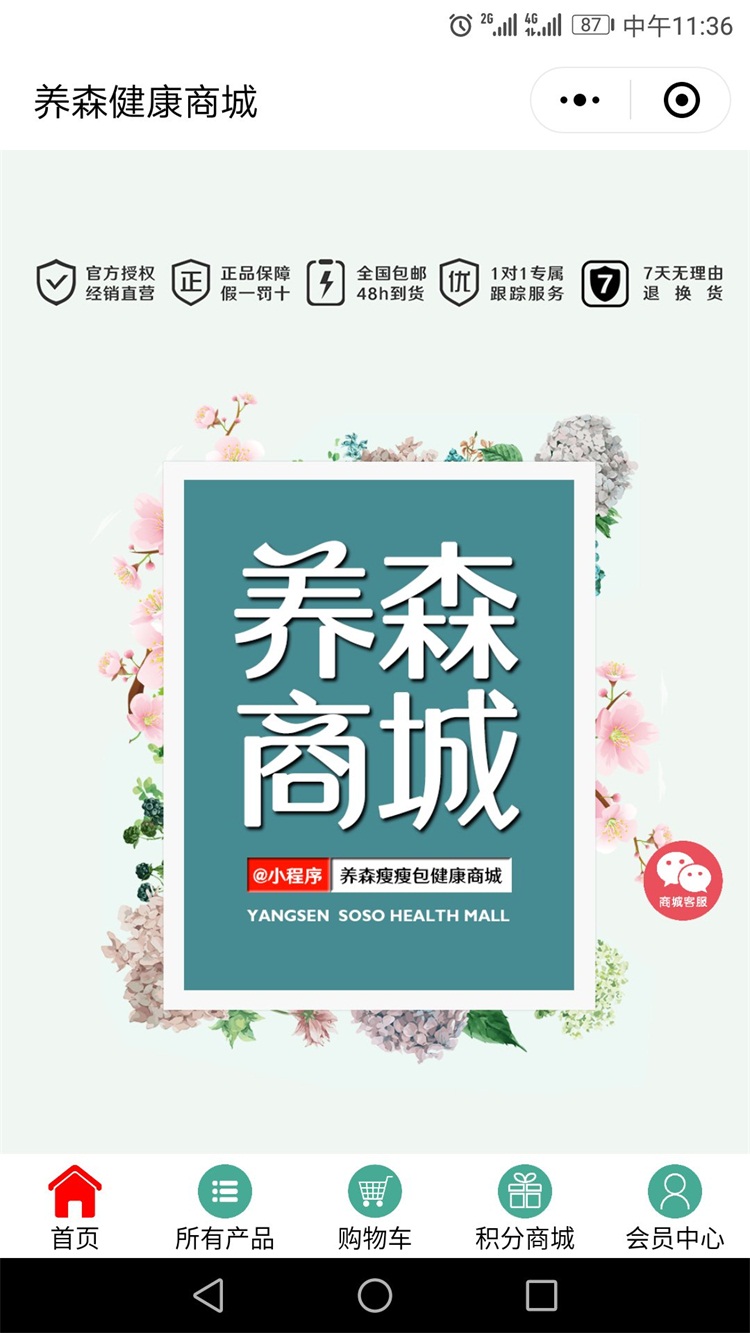 2G 4G 87 中午11:36
养森健康商城
官方授权
经销直营
正
正品保障
假一罚十
全国包邮
48h到货
优
1对1专属
跟踪服务
7
7天无理由
退 换 货
养森
商城
@小程序 养森瘦瘦包健康商城
YANGSEN SOSO HEALTH MALL
商城客服
首页 所有产品 购物车 积分商城 会员中心